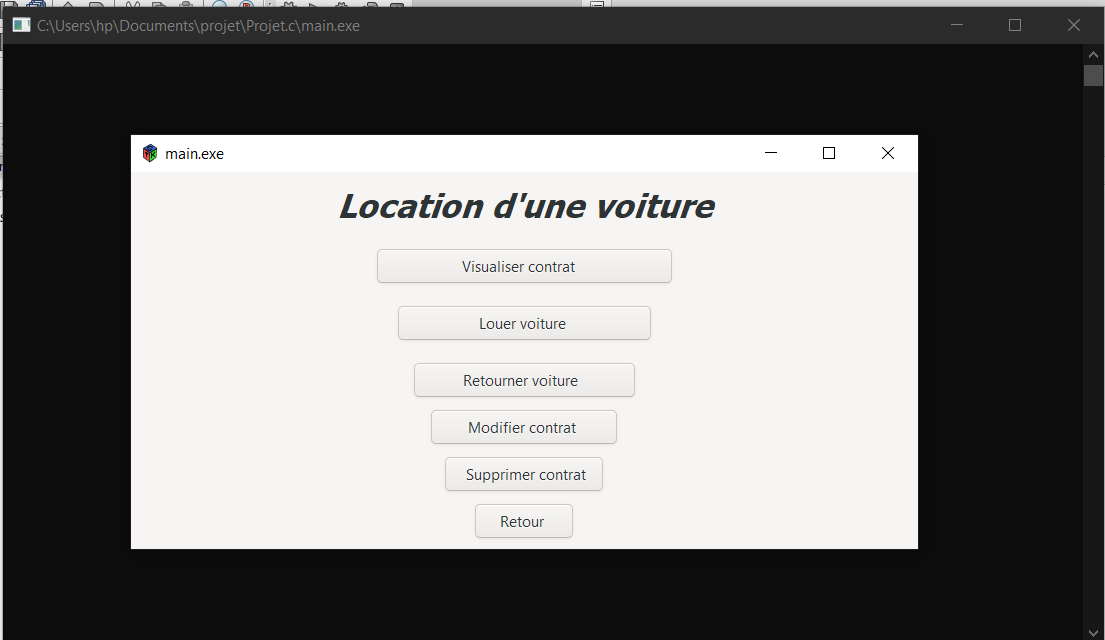 C:\Users\hp\Documents\projet\Projet.c\main.exe
main.exe
Location d'une voiture
Visualiser contrat
Louer voiture
Retourner voiture
Modifier contrat
Supprimer contrat
Retour